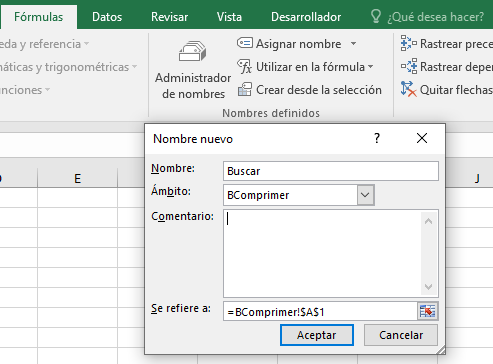 Fórmulas Datos Revisar Vista Desarrollador ¿Qué desea hacer?
eda y referencia
máticas y trigonométricas
unciones
Administrador
de nombres
Asignar nombre
Utilizar en la fórmula
Crear desde la selección
Nombres definidos
Rastrear prece
Rastrear depen
Quitar flechas
E
J
Nombre nuevo
Nombre: Buscar
Ámbito: BComprimer
Comentario:
Se refiere a: =BComprimer!$A$1
Aceptar Cancelar